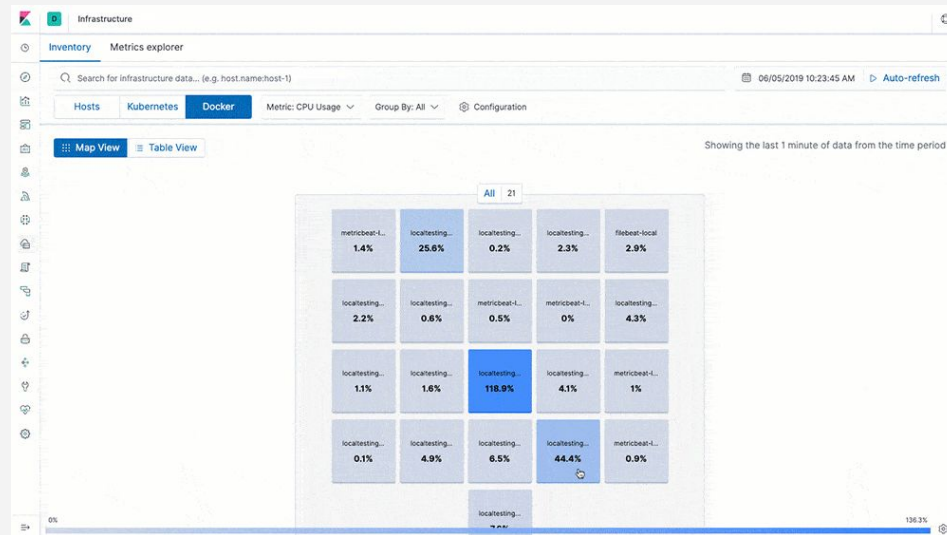 D Infrastructure
Inventory Metrics explorer
Search for infrastructure data... (e.g. host.name:host-1)
06/05/2019 10:23:45 AM Auto-refresh
Hosts Kubernetes Docker Metric: CPU Usage Group By: All Configuration
Map View Table View
Showing the last 1 minute of data from the time period
All 21
metricbeat-l... localtesting... localtesting... localtesting... filebeat-local
1.4% 25.6% 0.2% 2.3% 2.9%
localtesting... localtesting... metricbeat-l... metricbeat-l... localtesting...
2.2% 0.6% 0.5% 0% 4.3%
localtesting... localtesting... localtesting... localtesting... metricbeat-l...
1.1% 1.6% 118.9% 4.1% 1%
localtesting... localtesting... localtesting... localtesting... metricbeat-l...
0.1% 4.9% 6.5% 44.4% 0.9%
localtesting...
0% 136.3%